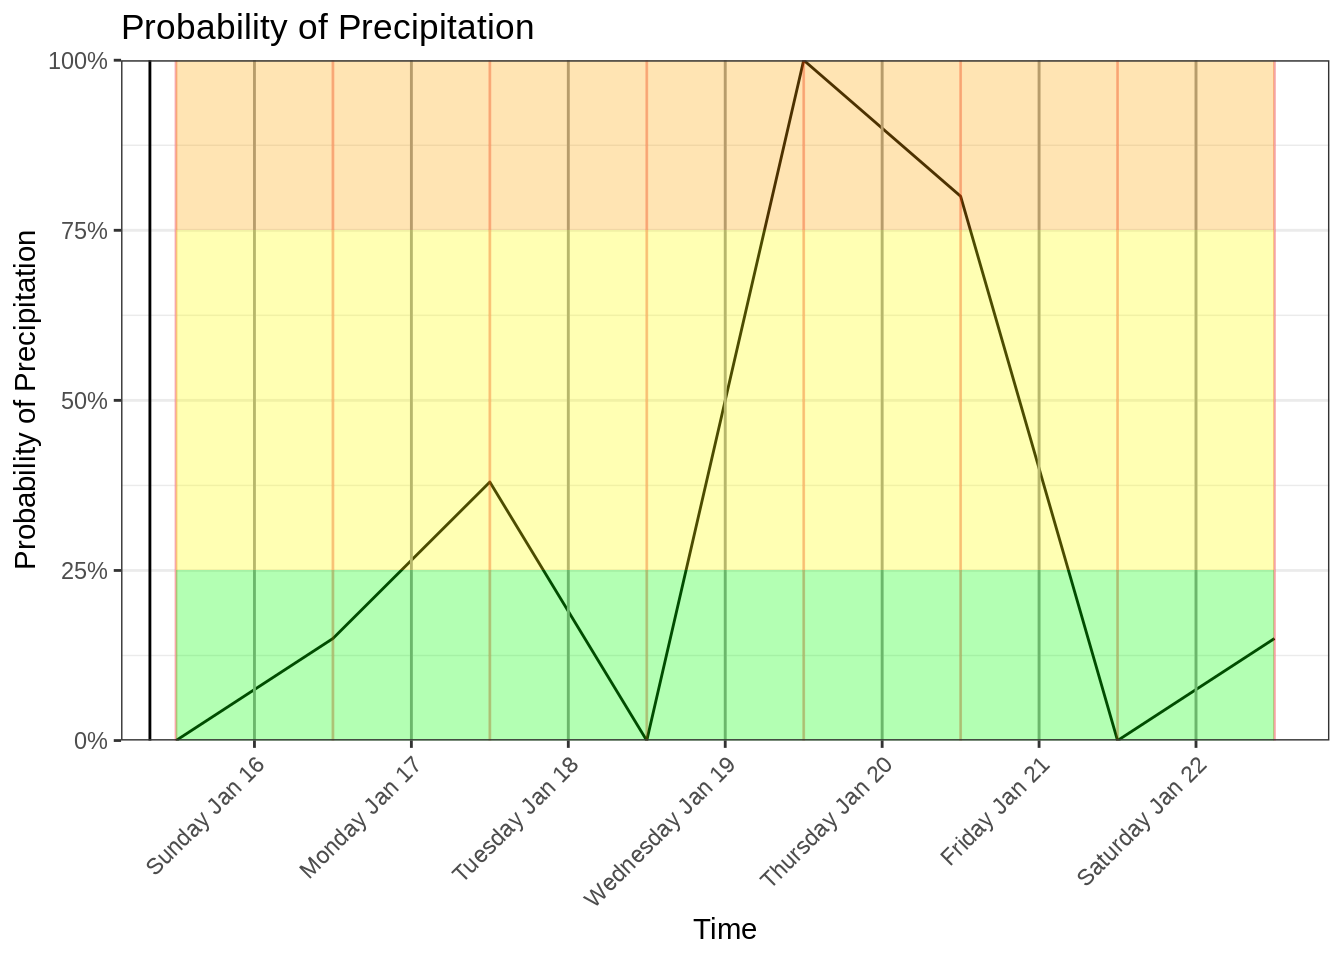 Probability of Precipitation
Probability of Precipitation
100%
75%
50%
25%
0%
Sunday Jan 16
Monday Jan 17
Tuesday Jan 18
Wednesday Jan 19
Thursday Jan 20
Friday Jan 21
Saturday Jan 22
Time